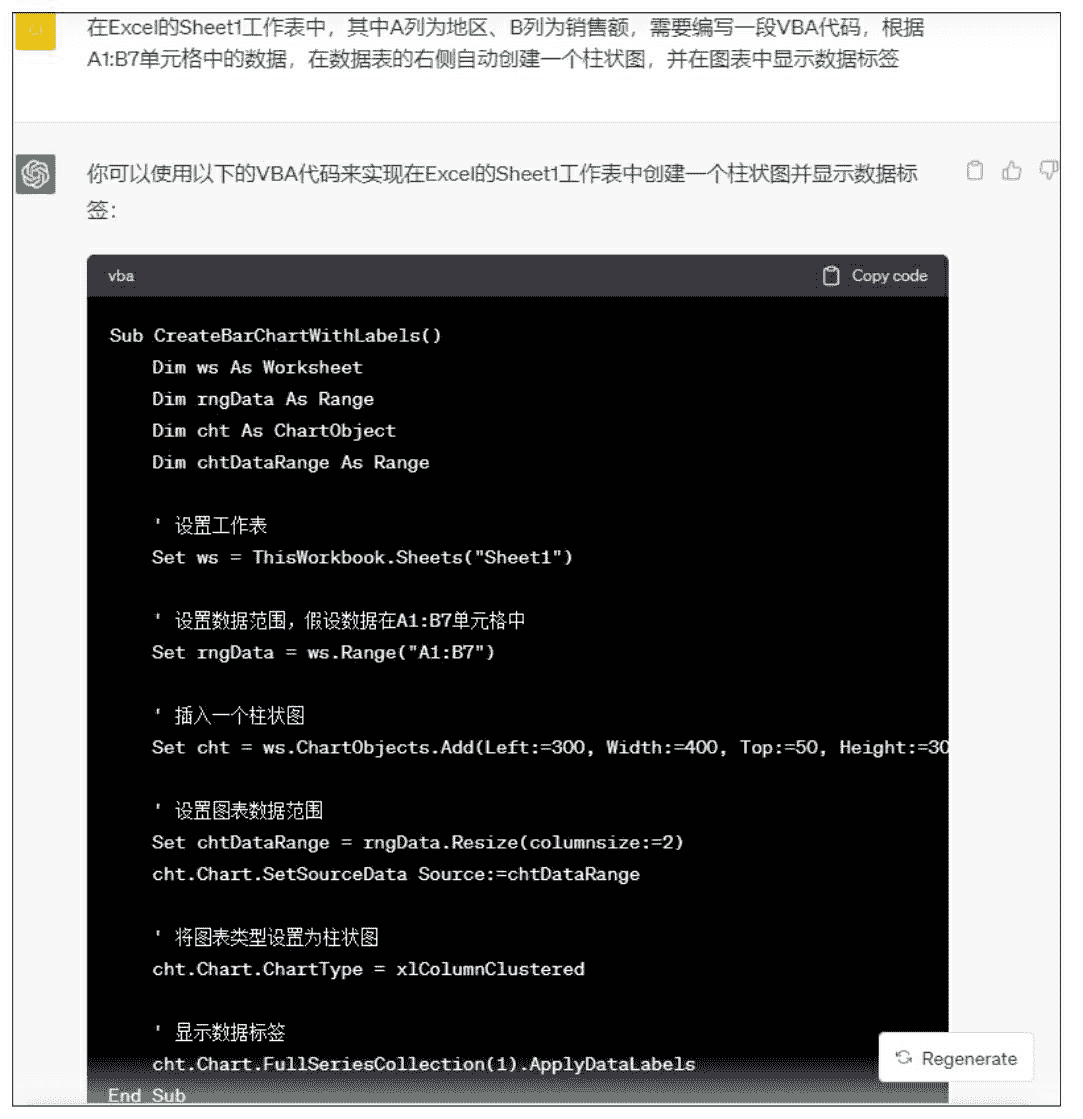 在Excel的Sheet1工作表中，其中A列为地区、B列为销售额，需要编写一段VBA代码，根据
A1:B7单元格中的数据，在数据表的右侧自动创建一个柱状图，并在图表中显示数据标签
你可以使用以下的VBA代码来实现在Excel的Sheet1工作表中创建一个柱状图并显示数据标
签：
vba Copy code
Sub CreateBarChartWithLabels()
    Dim ws As Worksheet
    Dim rngData As Range
    Dim cht As ChartObject
    Dim chtDataRange As Range
    ' 设置工作表
    Set ws = ThisWorkbook.Sheets("Sheet1")
    ' 设置数据范围，假设数据在A1:B7单元格中
    Set rngData = ws.Range("A1:B7")
    ' 插入一个柱状图
    Set cht = ws.ChartObjects.Add(Left:=300, Width:=400, Top:=50, Height:=30
    ' 设置图表数据范围
    Set chtDataRange = rngData.Resize(columnsize:=2)
    cht.Chart.SetSourceData Source:=chtDataRange
    ' 将图表类型设置为柱状图
    cht.Chart.ChartType = xlColumnClustered
    ' 显示数据标签
    cht.Chart.FullSeriesCollection(1).ApplyDataLabels
Regenerate
End Sub